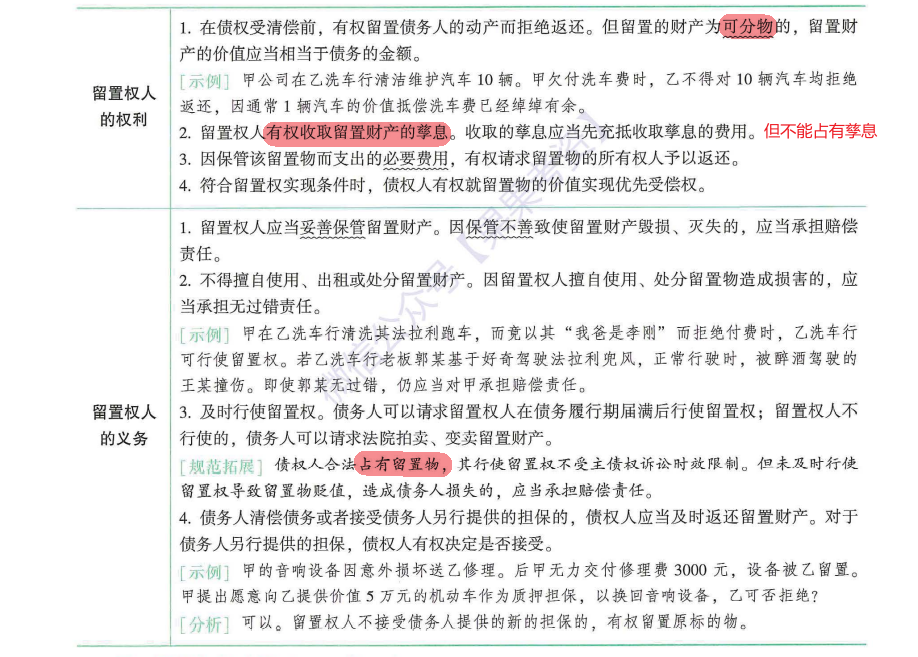 1. 在债权受清偿前，有权留置债务人的动产而拒绝返还。但留置的财产为可分物的，留置财
产的价值应当相当于债务的金额。
[示例] 甲公司在乙洗车行清洁维护汽车 10 辆。甲欠付洗车费时，乙不得对 10 辆汽车均拒绝
返还，因通常 1 辆汽车的价值抵偿洗车费已经绰绰有余。
留置权人
的权利
2. 留置权人有权收取留置财产的孳息。收取的孳息应当先充抵收取孳息的费用。但不能占有孳息
3. 因保管该留置物而支出的必要费用，有权请求留置物的所有权人予以返还。
4. 符合留置权实现条件时，债权人有权就留置物的价值实现优先受偿权。
1. 留置权人应当妥善保管留置财产。因保管不善致使留置财产毁损、灭失的，应当承担赔偿
责任。
2. 不得擅自使用、出租或处分留置财产。因留置权人擅自使用、处分留置物造成损害的，应
当承担无过错责任。
[示例] 甲在乙洗车行清洗其法拉利跑车，而竟以其“我爸是李刚”而拒绝付费时，乙洗车行
可行使留置权。若乙洗车行老板郭某基于好奇驾驶法拉利兜风，正常行驶时，被醉酒驾驶的
王某撞伤。即使郭某无过错，仍应当对甲承担赔偿责任。
留置权人
的义务
3. 及时行使留置权。债务人可以请求留置权人在债务履行期届满后行使留置权；留置权人不
行使的，债务人可以请求法院拍卖、变卖留置财产。
[规范拓展] 债权人合法占有留置物，其行使留置权不受主债权诉讼时效限制。但未及时行使
留置权导致留置物贬值，造成债务人损失的，应当承担赔偿责任。
4. 债务人清偿债务或者接受债务人另行提供的担保的，债权人应当及时返还留置财产。对于
债务人另行提供的担保，债权人有权决定是否接受。
[示例] 甲的音响设备因意外损坏送乙修理。后甲无力交付修理费 3000 元，设备被乙留置。
甲提出愿意向乙提供价值 5 万元的机动车作为质押担保，以换回音响设备，乙可否拒绝？
[分析] 可以。留置权人不接受债务人提供的新的担保的，有权留置原标的物。
微信公众号【果果考资】